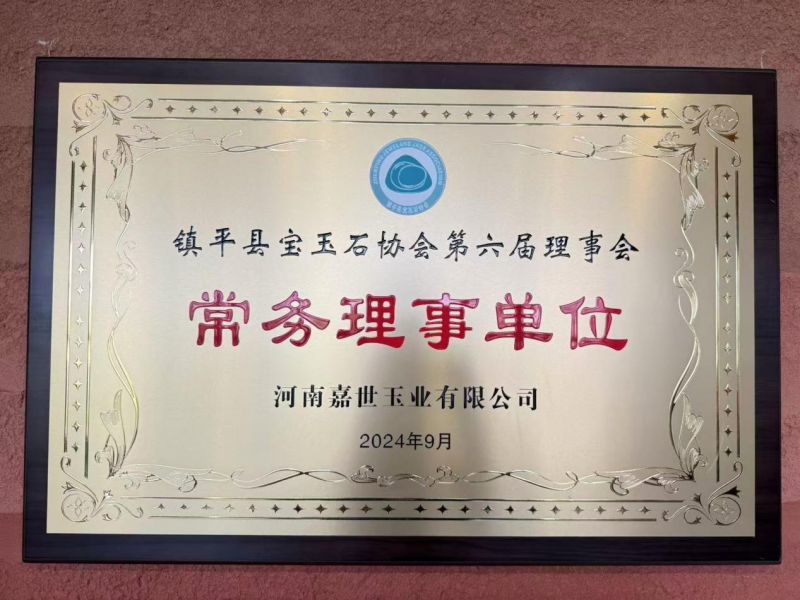 镇平县宝玉石协会第六届理事会
常务理事单位
河南嘉世玉业有限公司
2024年9月